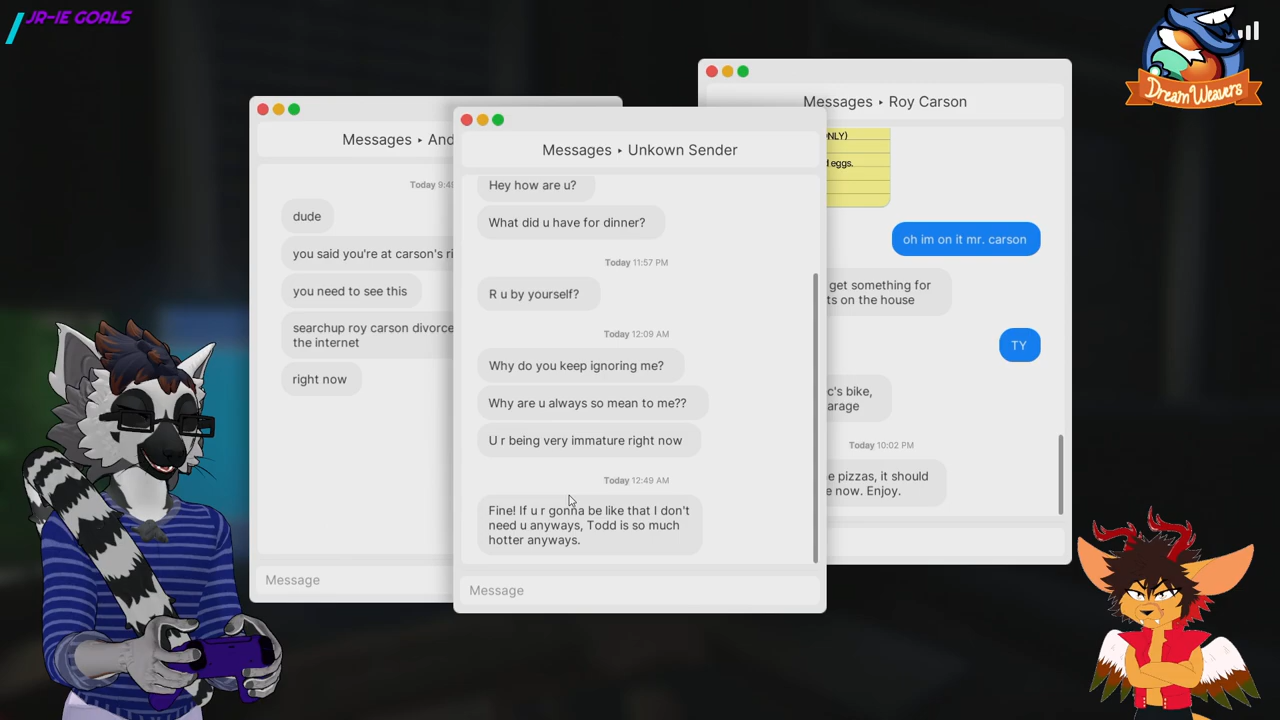 JR-IE GOALS
Dream Weavers
Messages ‣ And
Today 9:4
dude
you said you're at carson's ri
you need to see this
searchup roy carson divorce
the internet
right now
Message
Messages ‣ Unkown Sender
Hey how are u?
What did u have for dinner?
Today 11:57 PM
R u by yourself?
Today 12:09 AM
Why do you keep ignoring me?
Why are u always so mean to me??
U r being very immature right now
Today 12:49 AM
Fine! If u r gonna be like that I don't
need u anyways, Todd is so much
hotter anyways.
Message
Messages ‣ Roy Carson
NLY)
eggs.
oh im on it mr. carson
get something for
ts on the house
TY
c's bike,
arage
Today 10:02 PM
e pizzas, it should
e now. Enjoy.